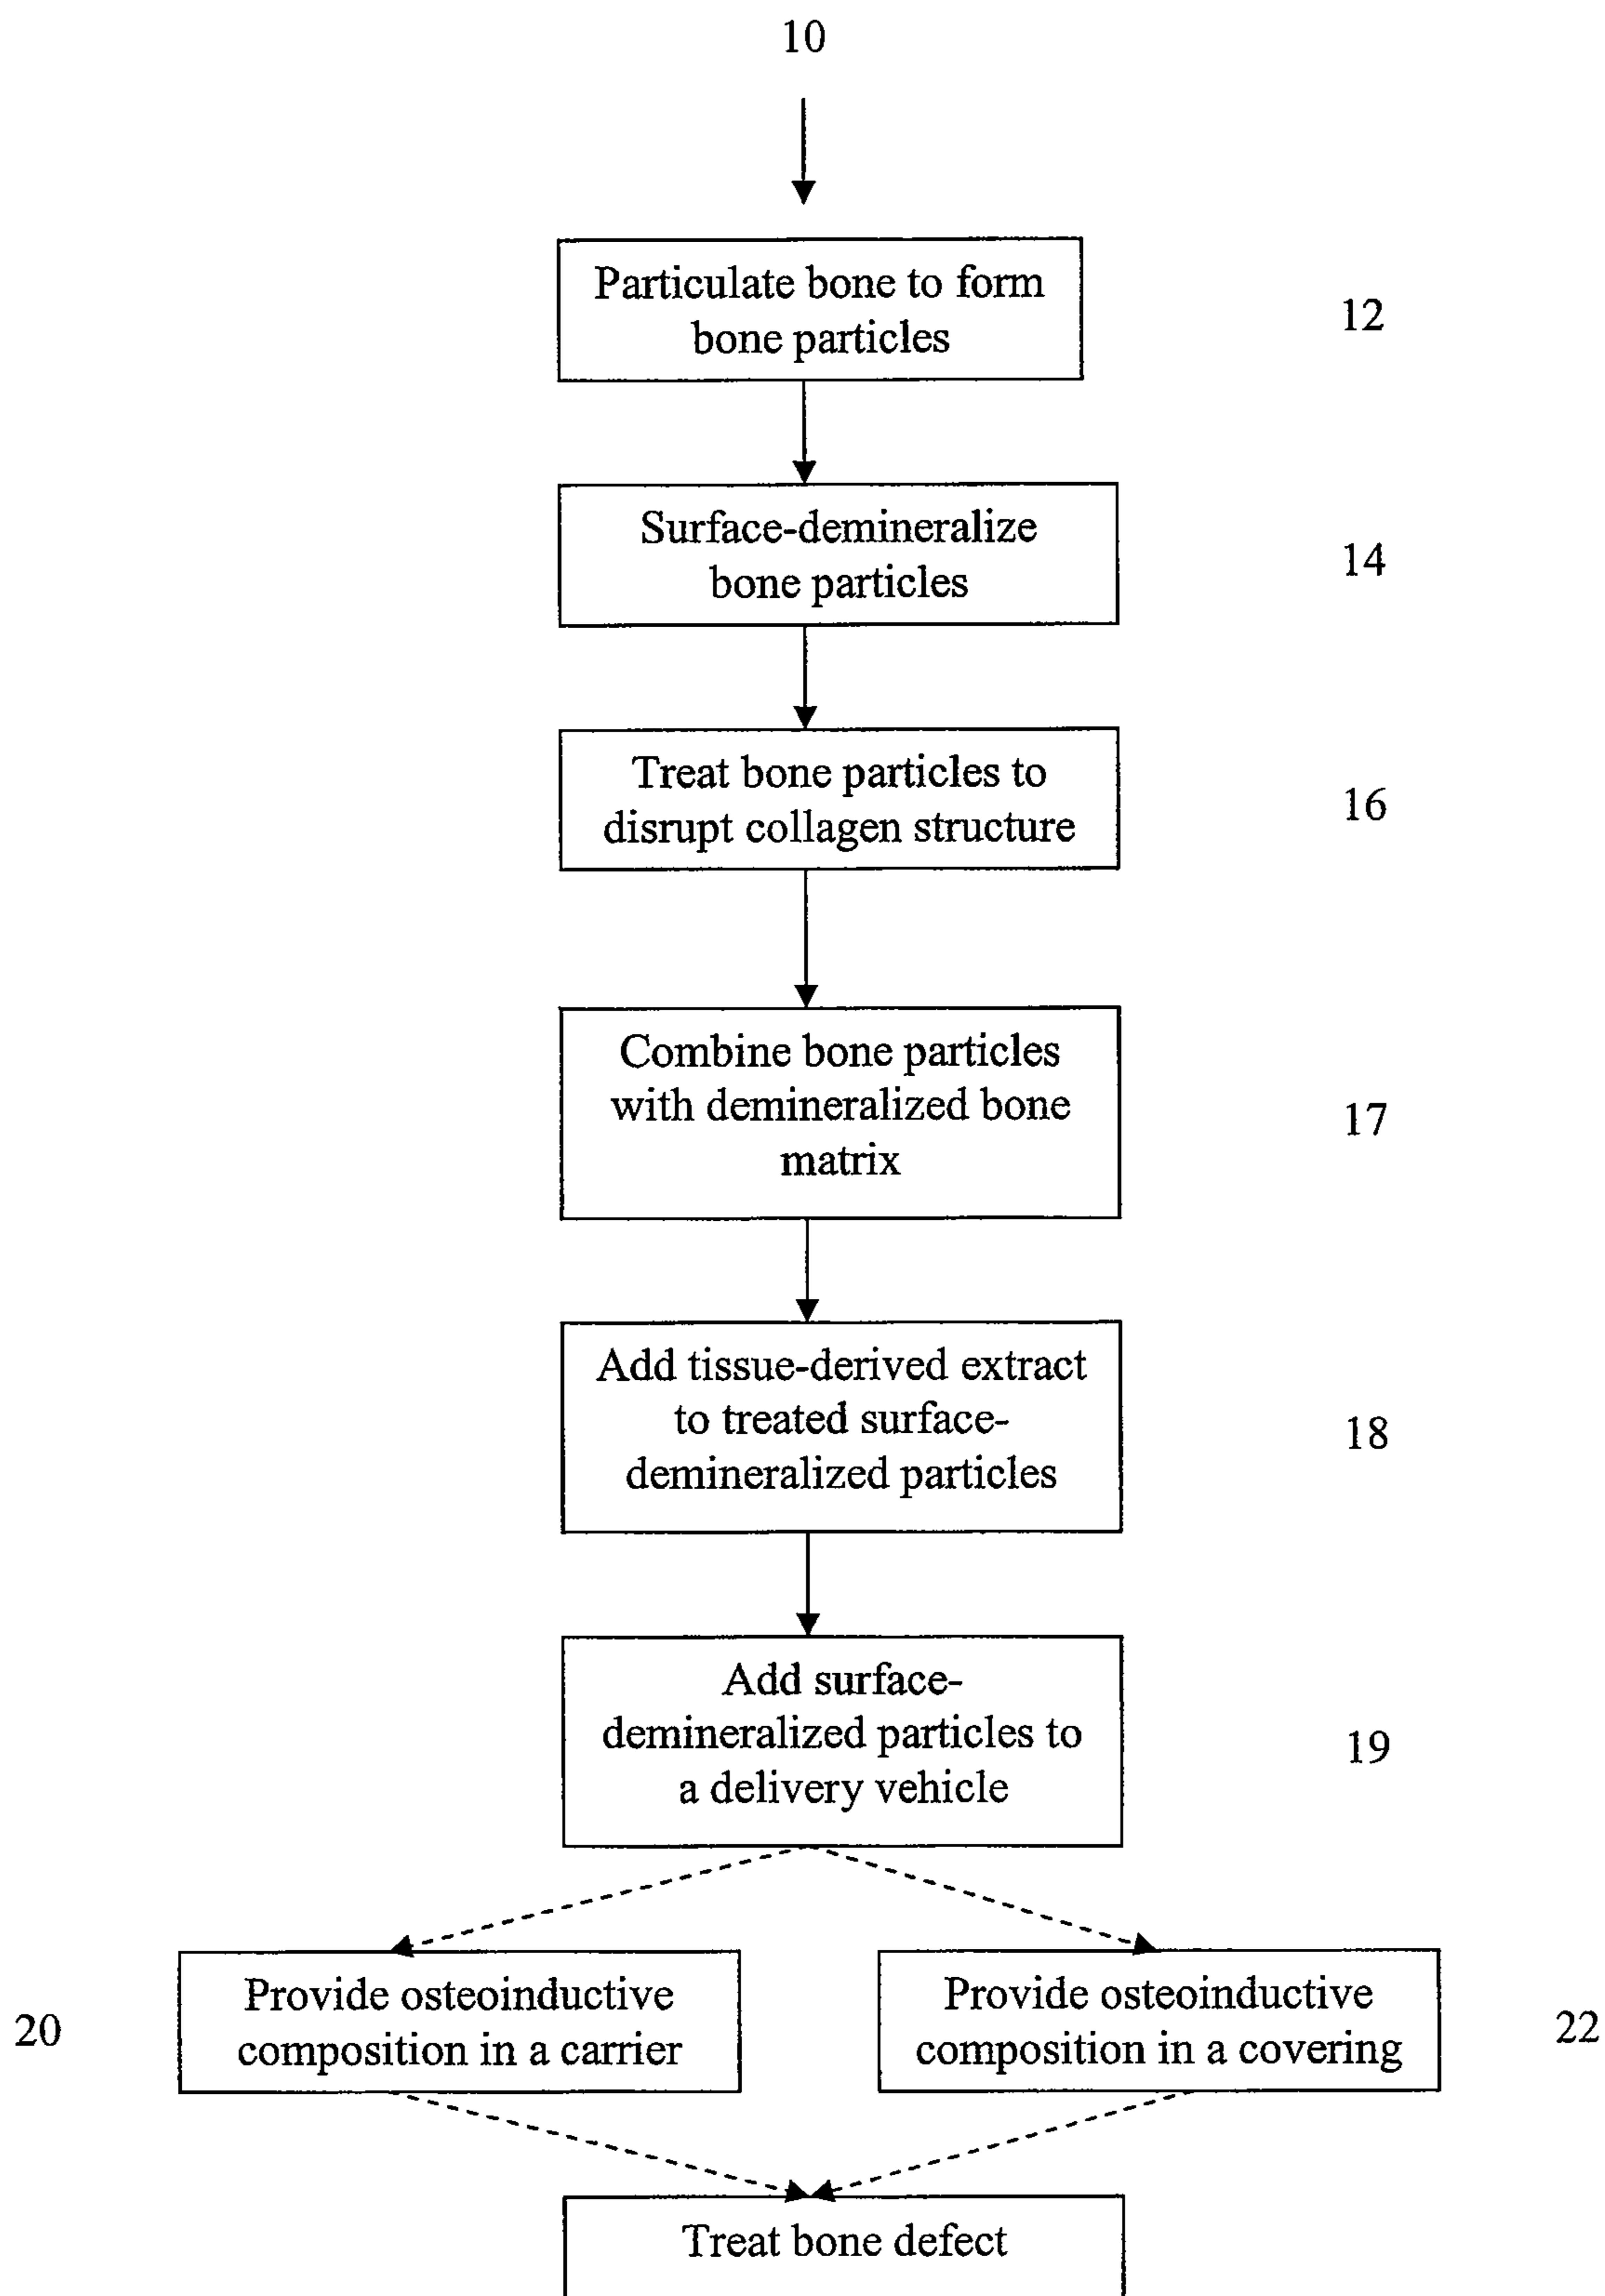 10
Particulate bone to form
bone particles
12
Surface-demineralize
bone particles
14
Treat bone particles to
disrupt collagen structure
16
Combine bone particles
with demineralized bone
matrix
17
Add tissue-derived extract
to treated surface-
demineralized particles
18
Add surface-
demineralized particles to
a delivery vehicle
19
20
Provide osteoinductive
composition in a carrier
Provide osteoinductive
composition in a covering
22
Treat bone defect